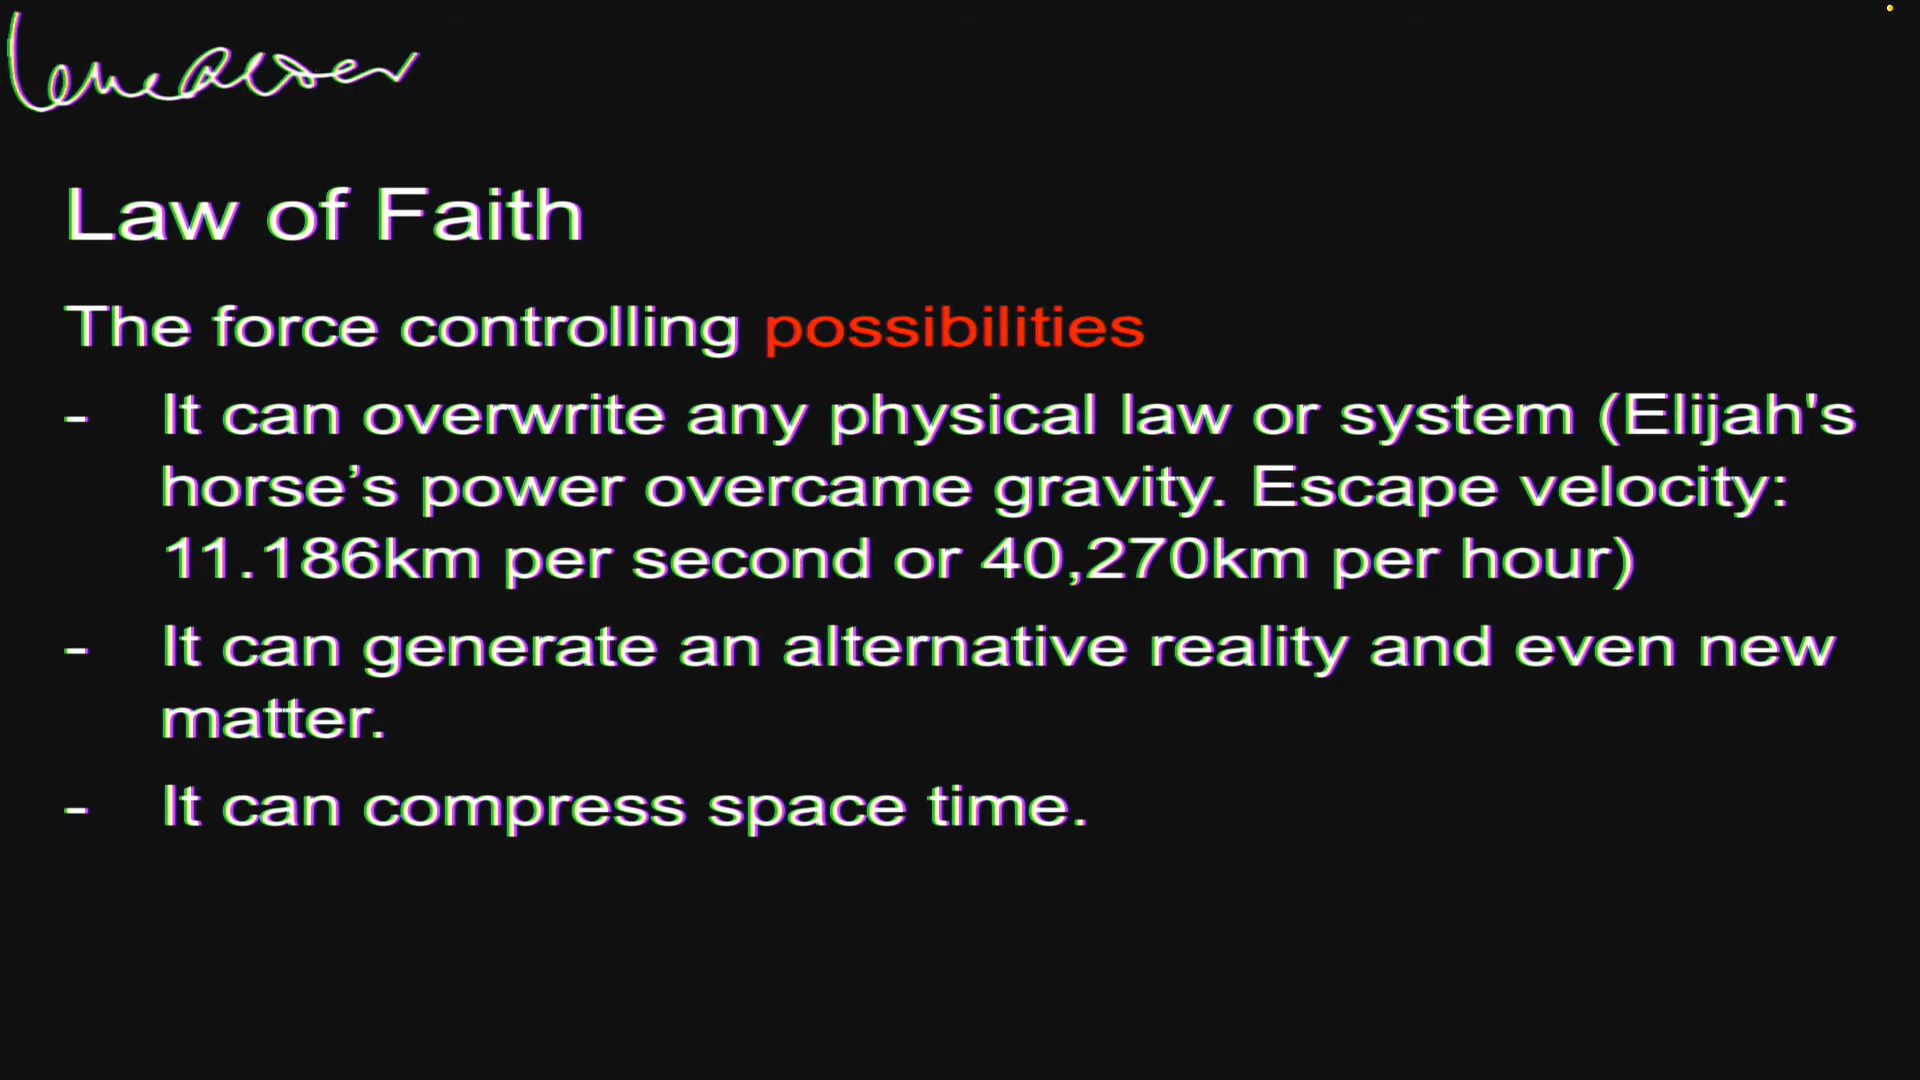 Law of Faith
The force controlling possibilities
- It can overwrite any physical law or system (Elijah's
horse’s power overcame gravity. Escape velocity:
11.186km per second or 40,270km per hour)
- It can generate an alternative reality and even new
matter.
- It can compress space time.